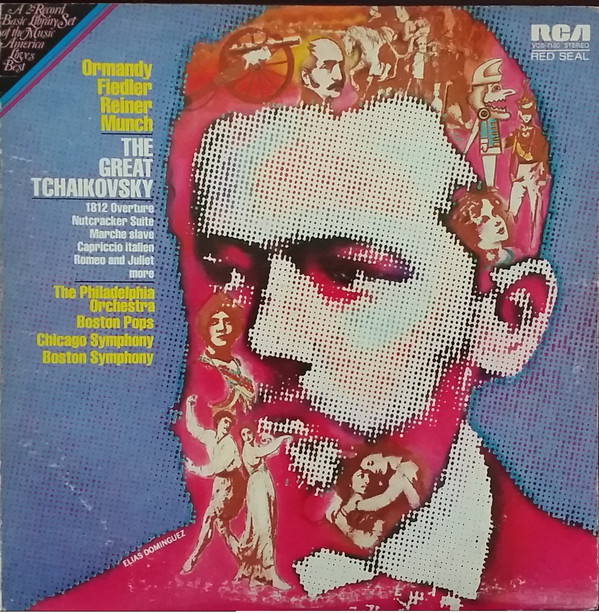 A 2-Record
Basic Library Set
of the Music
America
Loves
Best
RCA
STEREO
RED SEAL
Ormandy
Fiedler
Reiner
Munch
THE
GREAT
TCHAIKOVSKY
1812 Overture
Nutcracker Suite
Marche slave
Capriccio italien
Romeo and Juliet
more
The Philadelphia
Orchestra
Boston Pops
Chicago Symphony
Boston Symphony
ELIAS DOMINGUEZ